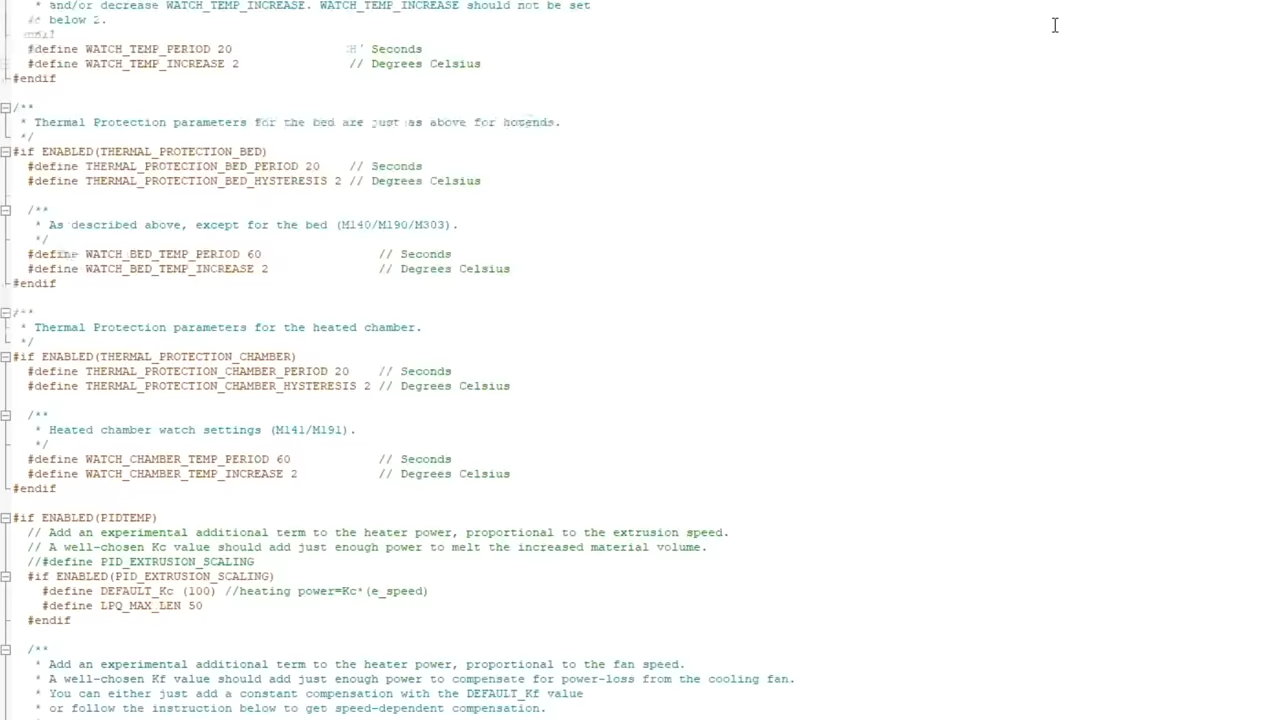 * and/or decrease WATCH_TEMP_INCREASE. WATCH_TEMP_INCREASE should not be set
below 2.
#define WATCH_TEMP_PERIOD 20 Seconds
#define WATCH_TEMP_INCREASE 2 // Degrees Celsius
#endif
/**
* Thermal Protection parameters for the bed are just as above for hotends.
*/
#if ENABLED(THERMAL_PROTECTION_BED)
#define THERMAL_PROTECTION_BED_PERIOD 20 // Seconds
#define THERMAL_PROTECTION_BED_HYSTERESIS 2 // Degrees Celsius
/**
* As described above, except for the bed (M140/M190/M303).
*/
#define WATCH_BED_TEMP_PERIOD 60 // Seconds
#define WATCH_BED_TEMP_INCREASE 2 // Degrees Celsius
#endif
/**
* Thermal Protection parameters for the heated chamber.
*/
#if ENABLED(THERMAL_PROTECTION_CHAMBER)
#define THERMAL_PROTECTION_CHAMBER_PERIOD 20 // Seconds
#define THERMAL_PROTECTION_CHAMBER_HYSTERESIS 2 // Degrees Celsius
/**
* Heated chamber watch settings (M141/M191).
*/
#define WATCH_CHAMBER_TEMP_PERIOD 60 // Seconds
#define WATCH_CHAMBER_TEMP_INCREASE 2 // Degrees Celsius
#endif
#if ENABLED(PIDTEMP)
// Add an experimental additional term to the heater power, proportional to the extrusion speed.
// A well-chosen Kc value should add just enough power to melt the increased material volume.
//#define PID_EXTRUSION_SCALING
#if ENABLED(PID_EXTRUSION_SCALING)
#define DEFAULT_Kc (100) //heating power=Kc*(e_speed)
#define LPQ_MAX_LEN 50
#endif
/**
* Add an experimental additional term to the heater power, proportional to the fan speed.
* A well-chosen Kf value should add just enough power to compensate for power-loss from the cooling fan.
* You can either just add a constant compensation with the DEFAULT_Kf value
* or follow the instruction below to get speed-dependent compensation.
*